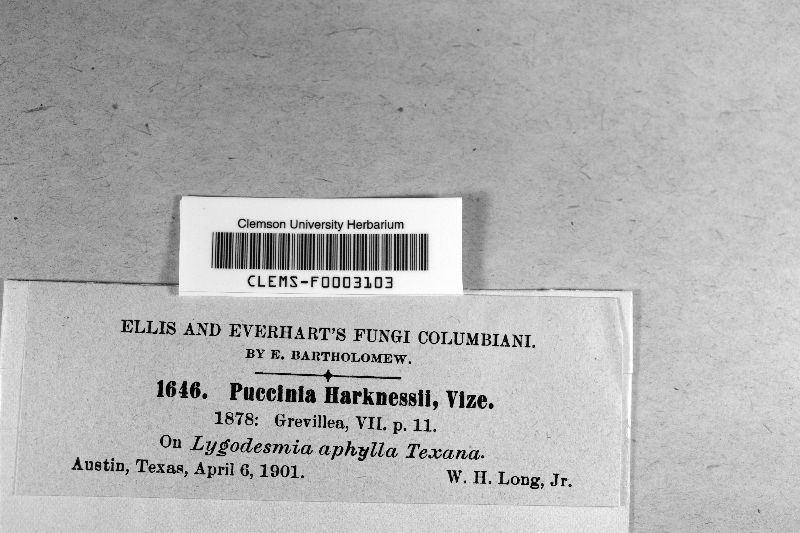 Clemson University Herbarium
CLEMS-F0003103
ELLIS AND EVERHART'S FUNGI COLUMBIANI.
BY E. BARTHOLOMEW.
1646. Puccinia Harknessii, Vize.
1878: Grevillea, VII. p. 11.
On Lygodesmia aphylla Texana.
Austin, Texas, April 6, 1901. W. H. Long, Jr.